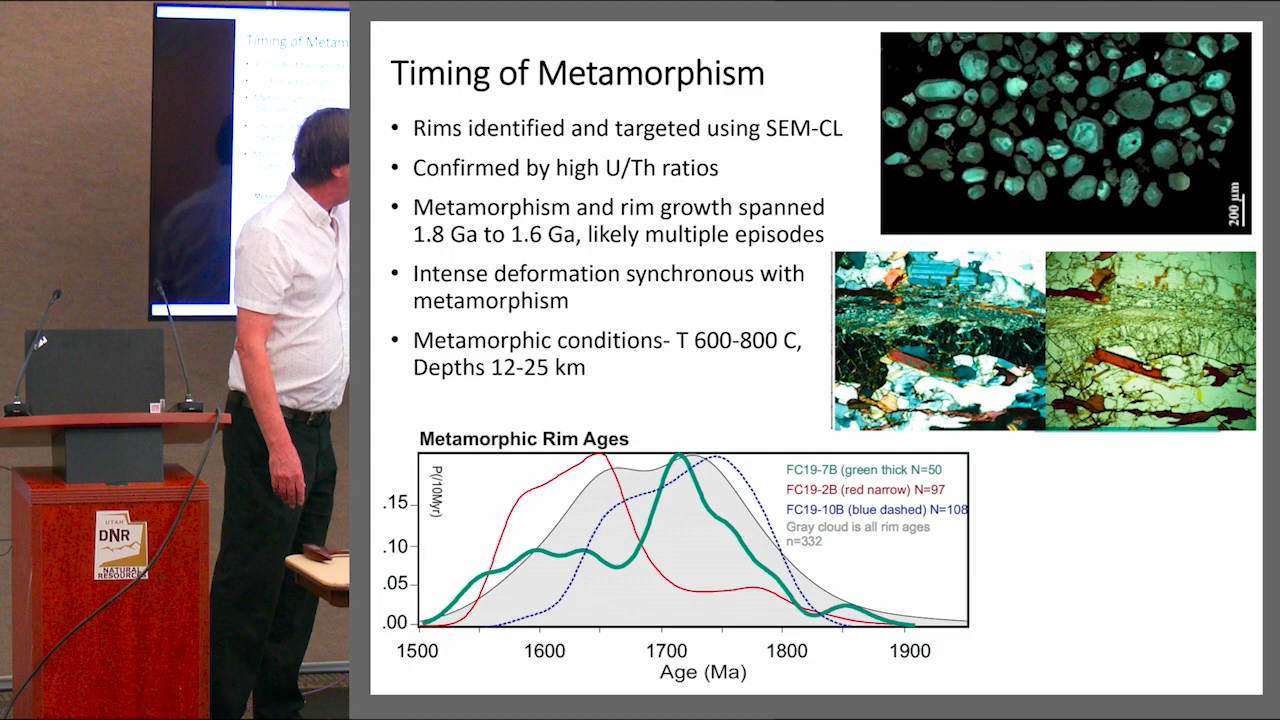 Timing of Metam
UTAH
DNR
NATURAL
RESOURCES
Timing of Metamorphism
• Rims identified and targeted using SEM-CL
• Confirmed by high U/Th ratios
• Metamorphism and rim growth spanned
1.8 Ga to 1.6 Ga, likely multiple episodes
• Intense deformation synchronous with
metamorphism
• Metamorphic conditions- T 600-800 C,
Depths 12-25 km
200 µm
Metamorphic Rim Ages
P(/10Myr)
.15
.10
.05
.00
FC19-7B (green thick N=50
FC19-2B (red narrow) N=97
FC19-10B (blue dashed) N=108
Gray cloud is all rim ages
n=332
1500 1600 1700 1800 1900
Age (Ma)